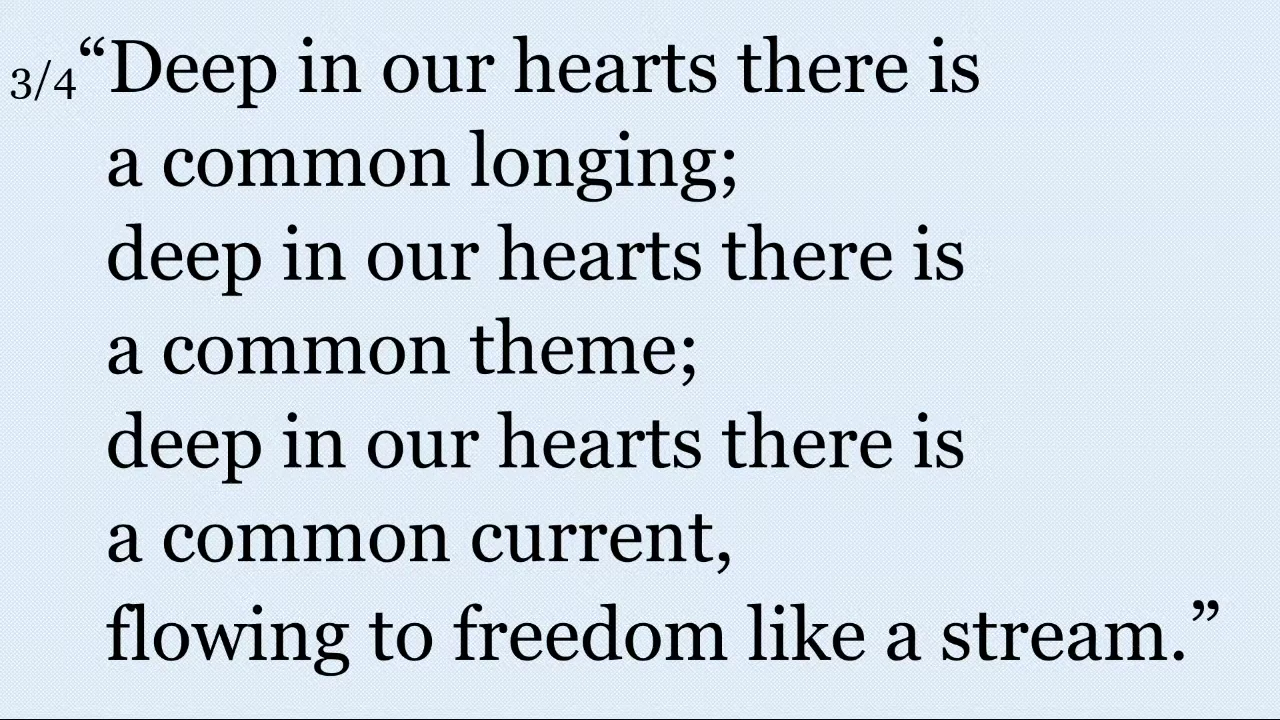 3/4 “Deep in our hearts there is
a common longing;
deep in our hearts there is
a common theme;
deep in our hearts there is
a common current,
flowing to freedom like a stream.”